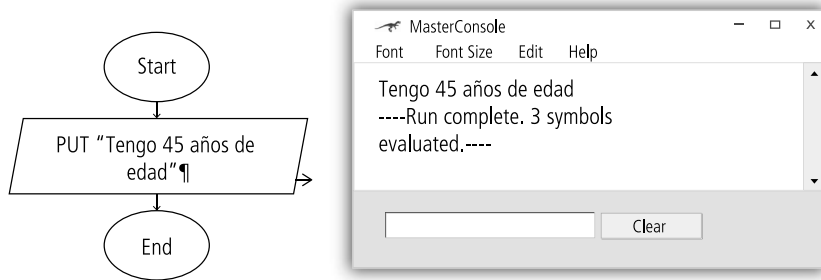 Start
PUT “Tengo 45 años de
edad”¶
End
MasterConsole
Font Font Size Edit Help
Tengo 45 años de edad
----Run complete. 3 symbols
evaluated.----
Clear